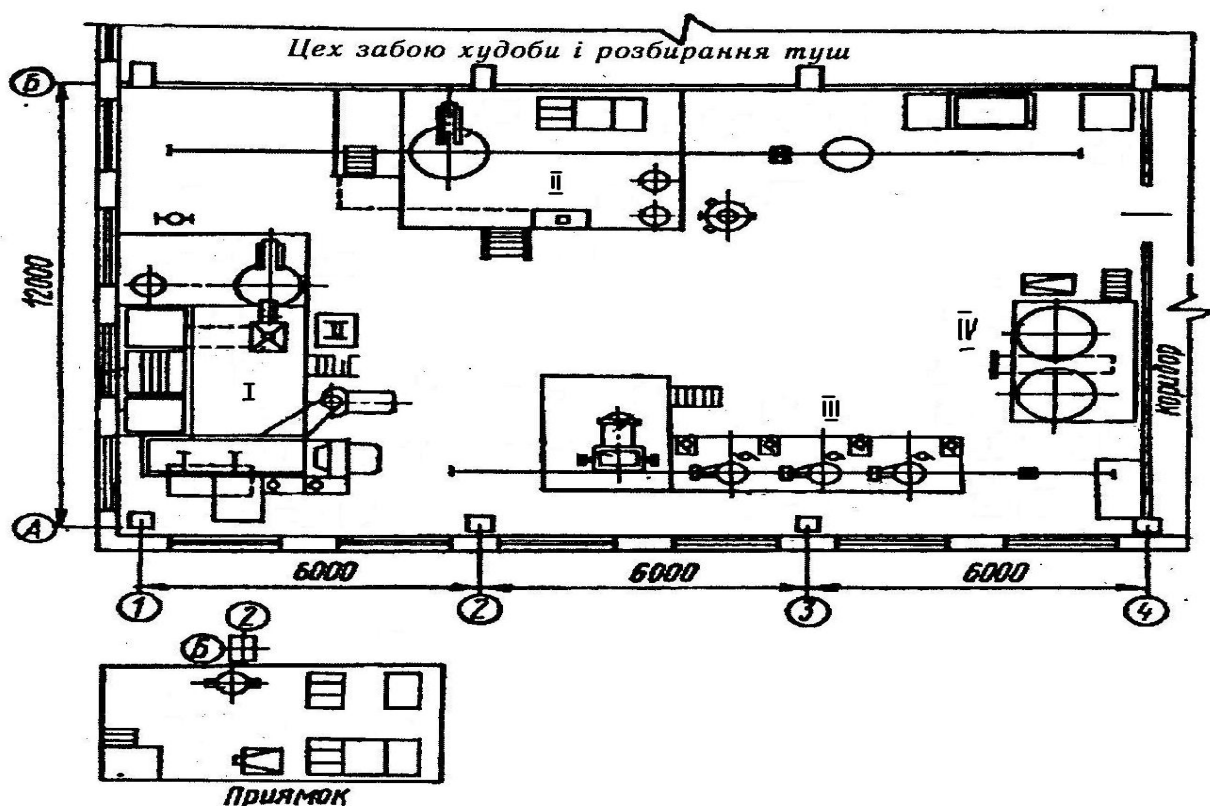 Цех забою худоби і розбирання туш
Б
12000
II
II
I
IV
III
коридор
А
6000
6000
6000
1
2
3
4
2
Б
Приямок